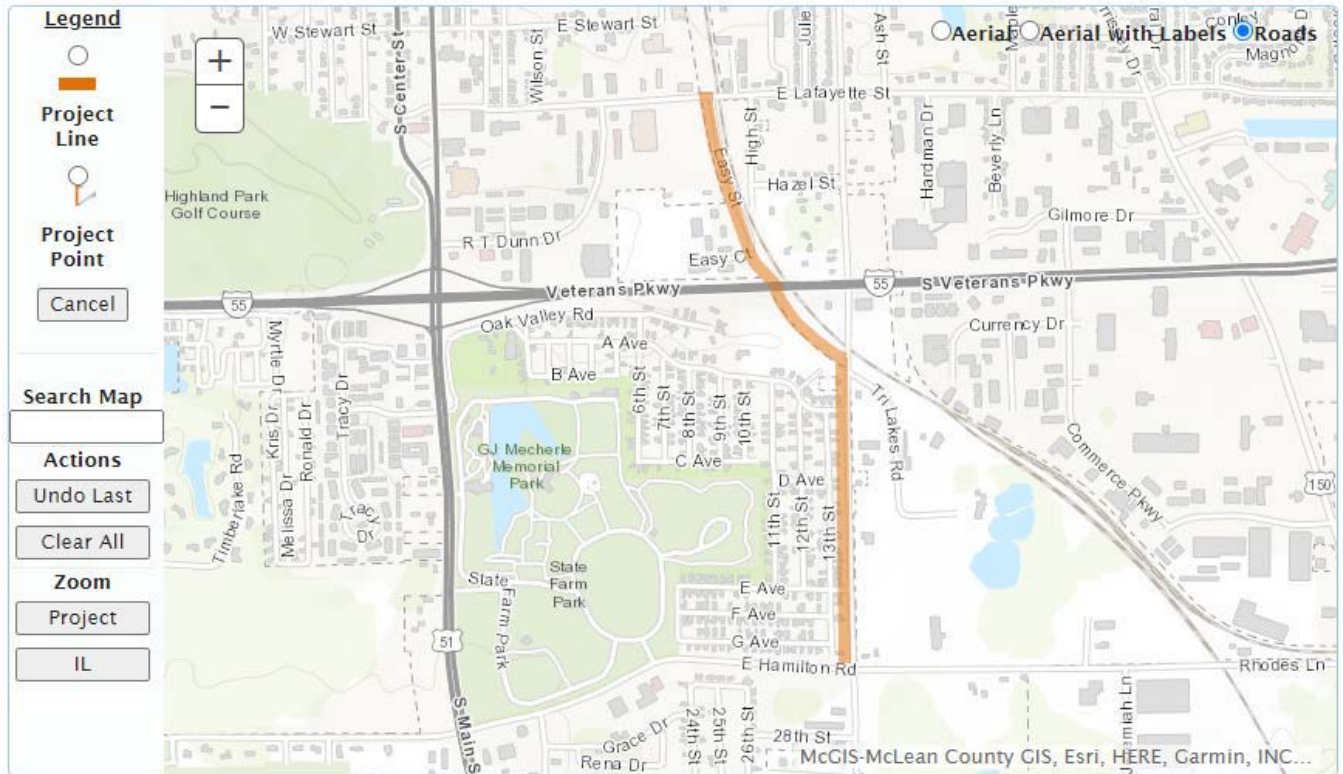 Legend
Project
Line
Project
Point
Cancel
Search Map
Actions
Undo Last
Clear All
Zoom
Project
IL
+
−
Aerial Aerial with Labels Roads
W Stewart St
E Stewart St
S Center St
Wilson St
Julie
Ash St
Magno
E Lafayette St
High St
Easy St
Hazel St
Hardman Dr
Beverly Ln
Gilmore Dr
Highland Park
Golf Course
R T Dunn Dr
Easy Ct
55
Veterans Pkwy
55
S Veterans Pkwy
Oak Valley Rd
Currency Dr
Myrtle Dr
Kris Dr
Melissa Dr
Ronald Dr
Tracy Dr
Tracy
Dr
Timberlake Rd
A Ave
B Ave
6th St
7th St
8th St
9th St
10th St
C Ave
D Ave
11th St
12th St
13th St
Tri Lakes Rd
Commerce Pkwy
150
GJ Mecherle
Memorial
Park
State
Farm
Park
State Farm Park
E Ave
F Ave
G Ave
51
E Hamilton Rd
Rhodes Ln
S Main S
Grace Dr
Rena Dr
24th St
25th St
26th St
28th St
McGIS-McLean County GIS, Esri, HERE, Garmin, INC...